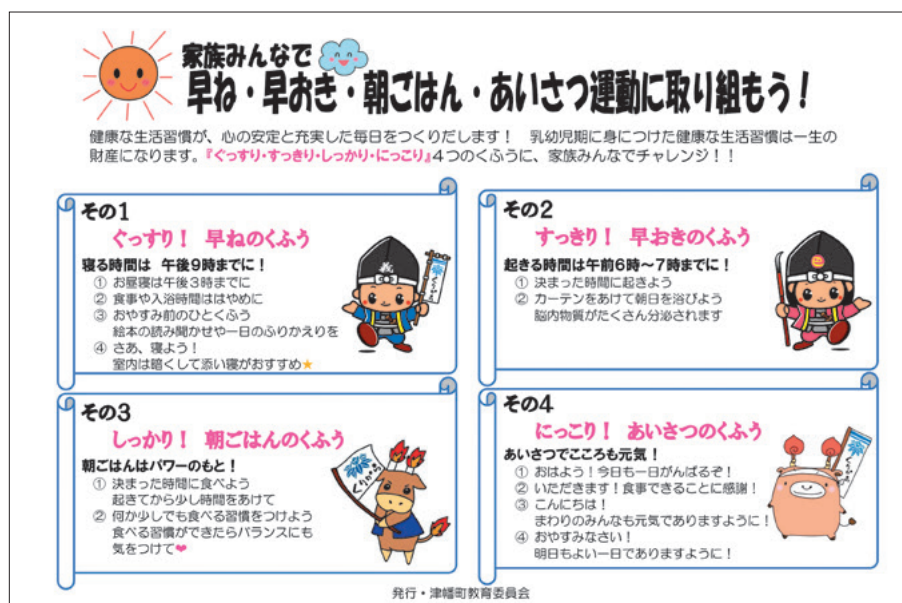 家族みんなで
早ね・早おき・朝ごはん・あいさつ運動に取り組もう！
健康な生活習慣が、心の安定と充実した毎日をつくりだします！　乳幼児期に身につけた健康な生活習慣は一生の
財産になります。『ぐっすり・すっきり・しっかり・にっこり』4つのくふうに、家族みんなでチャレンジ！！
その1
ぐっすり！　早ねのくふう
寝る時間は　午後9時までに！
① お昼寝は午後３時までに
② 食事や入浴時間ははやめに
③ おやすみ前のひとくふう
絵本の読み聞かせや一日のふりかえりを
④ さあ、寝よう！
室内は暗くして添い寝がおすすめ★
その2
すっきり！　早おきのくふう
起きる時間は午前６時～７時までに！
① 決まった時間に起きよう
② カーテンをあけて朝日を浴びよう
脳内物質がたくさん分泌されます
その3
しっかり！　朝ごはんのくふう
朝ごはんはパワーのもと！
① 決まった時間に食べよう
起きてから少し時間をあけて
② 何か少しでも食べる習慣をつけよう
食べる習慣ができたらバランスにも
気をつけて❤
その4
にっこり！　あいさつのくふう
あいさつでこころも元気！
① おはよう！今日も一日がんばるぞ！
② いただきます！食事できることに感謝！
③ こんにちは！
まわりのみんなも元気でありますように！
④ おやすみなさい！
明日もよい一日でありますように！
発行・津幡町教育委員会